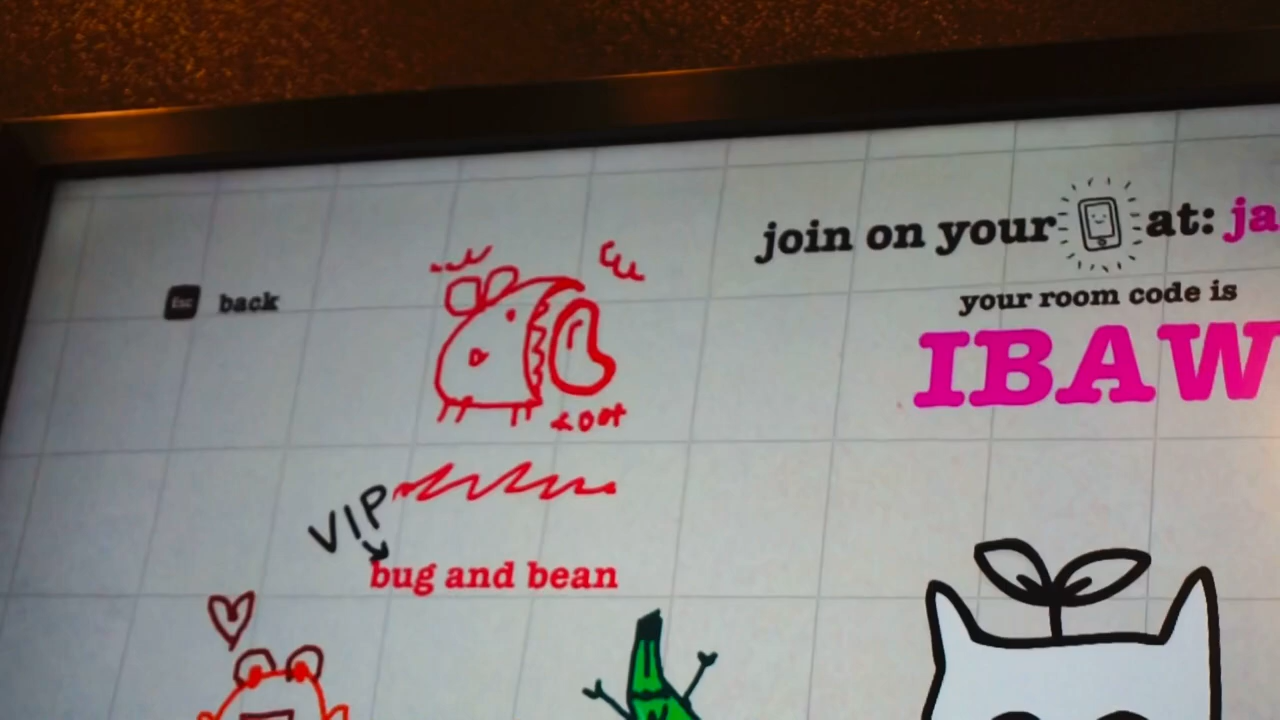 join on your at: ja
Esc back
your room code is
IBAW
VIP
bug and bean